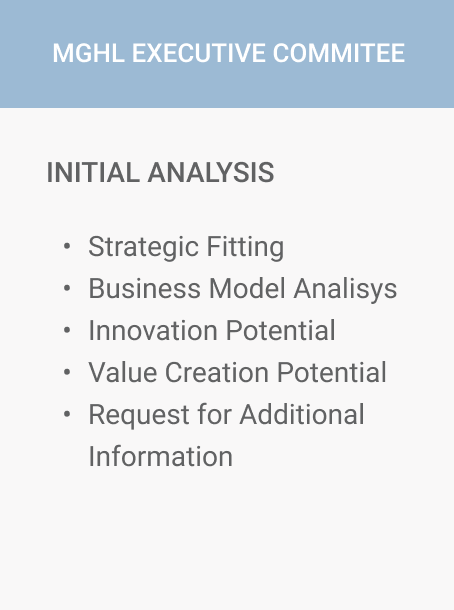 MGHL EXECUTIVE COMMITEE
INITIAL ANALYSIS
• Strategic Fitting
• Business Model Analisys
• Innovation Potential
• Value Creation Potential
• Request for Additional
Information